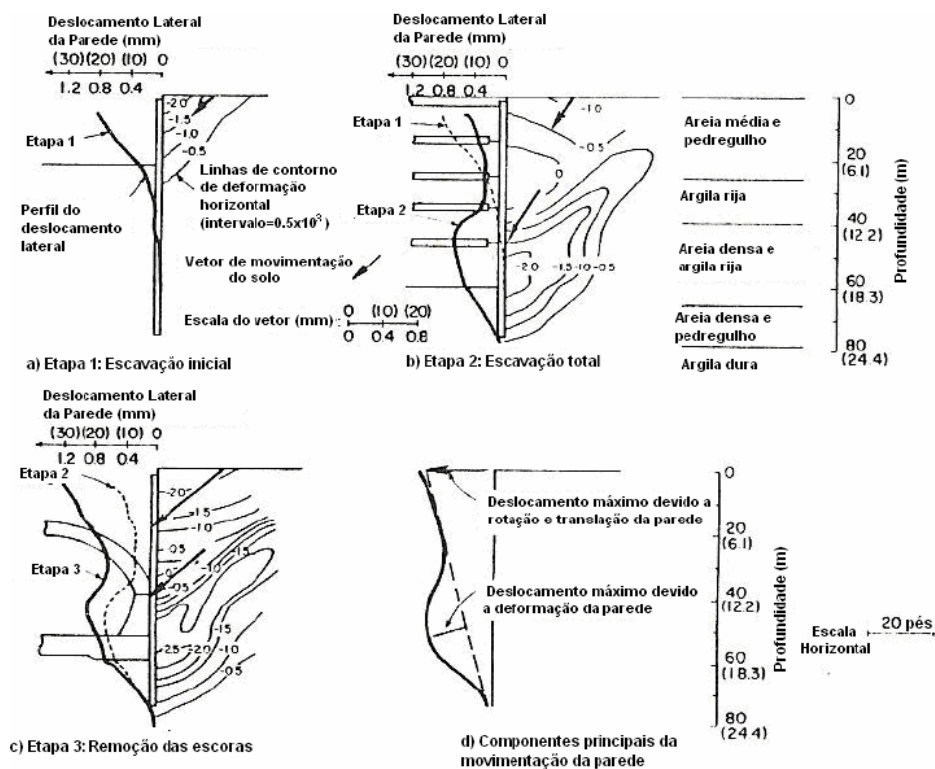 Deslocamento Lateral
da Parede (mm)
(30) (20) (10) 0
1.2 0.8 0.4
Etapa 1
Perfil do
deslocamento
lateral
-2.0
-1.5
-1.0
-0.5
Linhas de contorno
de deformação
horizontal
(intervalo=0.5x10³)
Vetor de movimentação
do solo
Escala do vetor (mm):
0 (10) (20)
0 0.4 0.8
a) Etapa 1: Escavação inicial
Deslocamento Lateral
da Parede (mm)
(30) (20) (10) 0
1.2 0.8 0.4
Etapa 1
Etapa 2
-1.0
-0.5
0
-2.0 -1.5 -1.0 -0.5
b) Etapa 2: Escavação total
Areia média e
pedregulho
Argila rija
Areia densa e
argila rija
Areia densa e
pedregulho
Argila dura
0
20
(6.1)
40
(12.2)
60
(18.3)
80
(24.4)
Profundidade (m)
Deslocamento Lateral
da Parede (mm)
(30) (20) (10) 0
1.2 0.8 0.4
Etapa 2
Etapa 3
-2.0
-1.5
-1.0
-0.5
0
-0.5
-1.0
-1.5
-1.5
-2.5 -2.0 -1.0
-0.5
c) Etapa 3: Remoção das escoras
Deslocamento máximo devido a
rotação e translação da parede
Deslocamento máximo devido
a deformação da parede
0
20
(6.1)
40
(12.2)
60
(18.3)
80
(24.4)
Profundidade (m)
Escala
Horizontal
20 pés
d) Componentes principais da
movimentação da parede